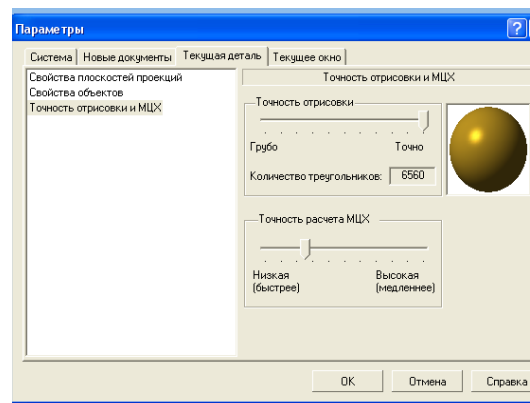 Параметры
?
Система Новые документы Текущая деталь Текущее окно
Свойства плоскостей проекций
Свойства объектов
Точность отрисовки и МЦХ
Точность отрисовки и МЦХ
Точность отрисовки
Грубо Точно
Количество треугольников: 6560
Точность расчета МЦХ
Низкая (быстрее) Высокая (медленнее)
OK Отмена Справка